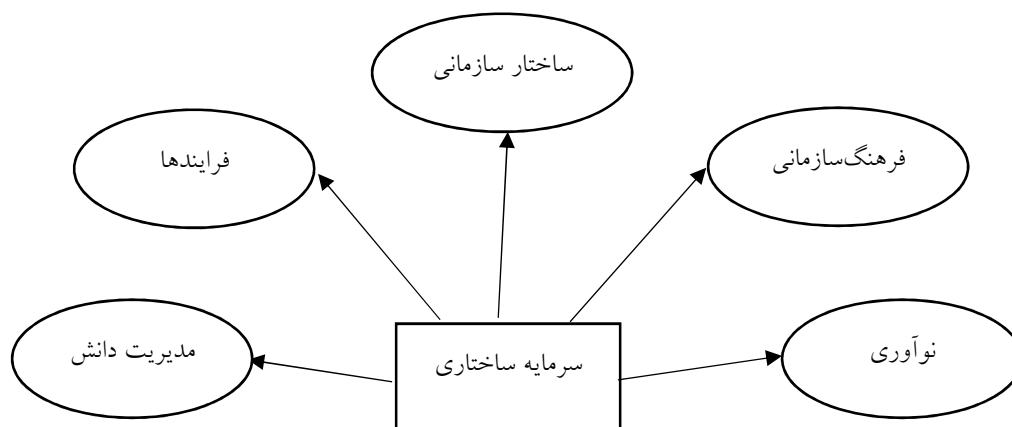 ساختار سازمانی
فرهنگ‌سازمانی
فرایندها
نوآوری
سرمایه ساختاری
مدیریت دانش